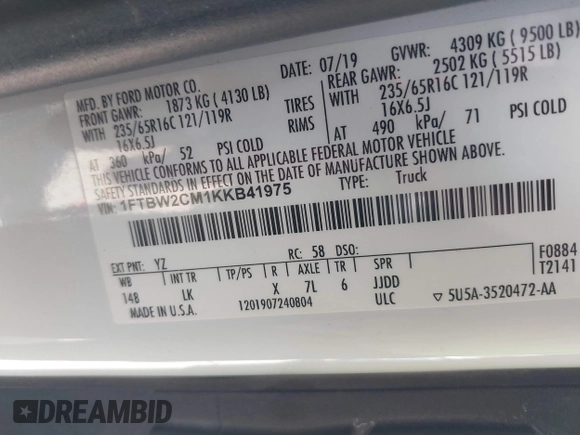 MFD. BY FORD MOTOR CO.
DATE: 07/19 GVWR: 4309 KG ( 9500 LB)
FRONT GAWR: 1873 KG ( 4130 LB) REAR GAWR: 2502 KG ( 5515 LB)
WITH 235/65R16C 121/119R TIRES WITH 235/65R16C 121/119R
16X6.5J RIMS 16X6.5J
AT 360 kPa/ 52 PSI COLD AT 490 kPa/ 71 PSI COLD
THIS VEHICLE CONFORMS TO ALL APPLICABLE FEDERAL MOTOR VEHICLE
SAFETY STANDARDS IN EFFECT ON THE DATE OF MANUFACTURE SHOWN ABOVE.
VIN: 1FTBW2CM1KKB41975 TYPE: Truck
EXT PNT: YZ RC: 58 DSO: F0884
WB INT TR TP/PS R AXLE TR SPR T2141
148 LK X 7L 6 JJDD
MADE IN U.S.A. 1201907240804 ULC ▽ 5U5A-3520472-AA
DREAMBID